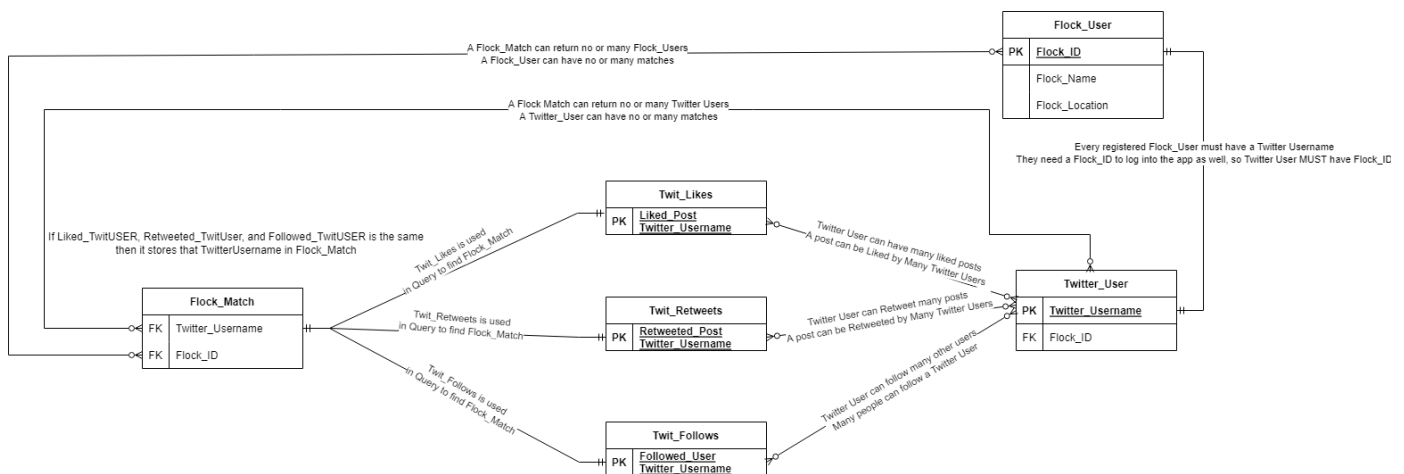 Flock_User
PK Flock_ID
Flock_Name
Flock_Location
A Flock_Match can return no or many Flock_Users
A Flock_User can have no or many matches
A Flock Match can return no or many Twitter Users
A Twitter_User can have no or many matches
Every registered Flock_User must have a Twitter Username
They need a Flock_ID to log into the app as well, so Twitter User MUST have Flock_ID
Twit_Likes
PK Liked_Post
Twitter_Username
If Liked_TwitUSER, Retweeted_TwitUser, and Followed_TwitUSER is the same
then it stores that TwitterUsername in Flock_Match
Twit_Likes is used
in Query to find Flock_Match
Twitter User can have many liked posts
A post can be Liked by Many Twitter Users
Flock_Match
FK Twitter_Username
FK Flock_ID
Twit_Retweets is used
in Query to find Flock_Match
Twit_Retweets
PK Retweeted_Post
Twitter_Username
Twitter User can Retweet many posts
A post can be Retweeted by Many Twitter Users
Twitter_User
PK Twitter_Username
FK Flock_ID
Twit_Follows is used
in Query to find Flock_Match
Twitter User can follow many other users
Many people can follow a Twitter User
Twit_Follows
PK Followed_User
Twitter_Username